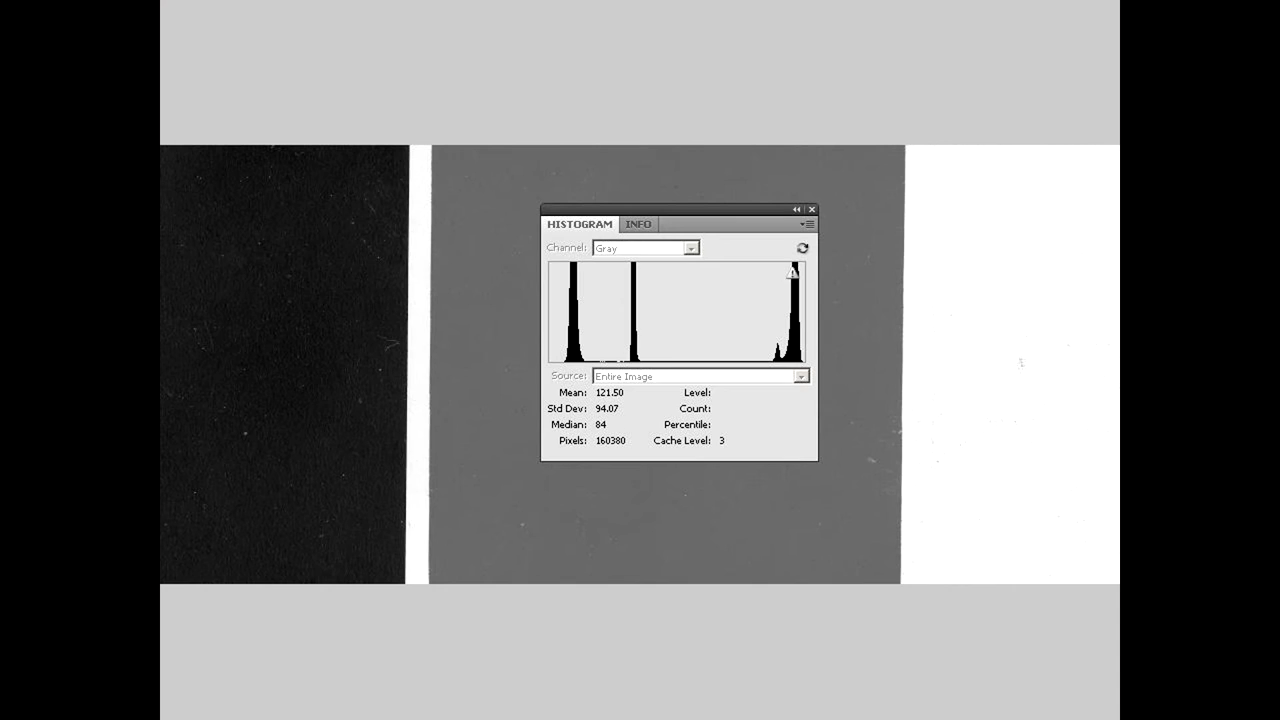 HISTOGRAM INFO
Channel: Gray
Source: Entire Image
Mean: 121.50 Level:
Std Dev: 94.07 Count:
Median: 84 Percentile:
Pixels: 160380 Cache Level: 3